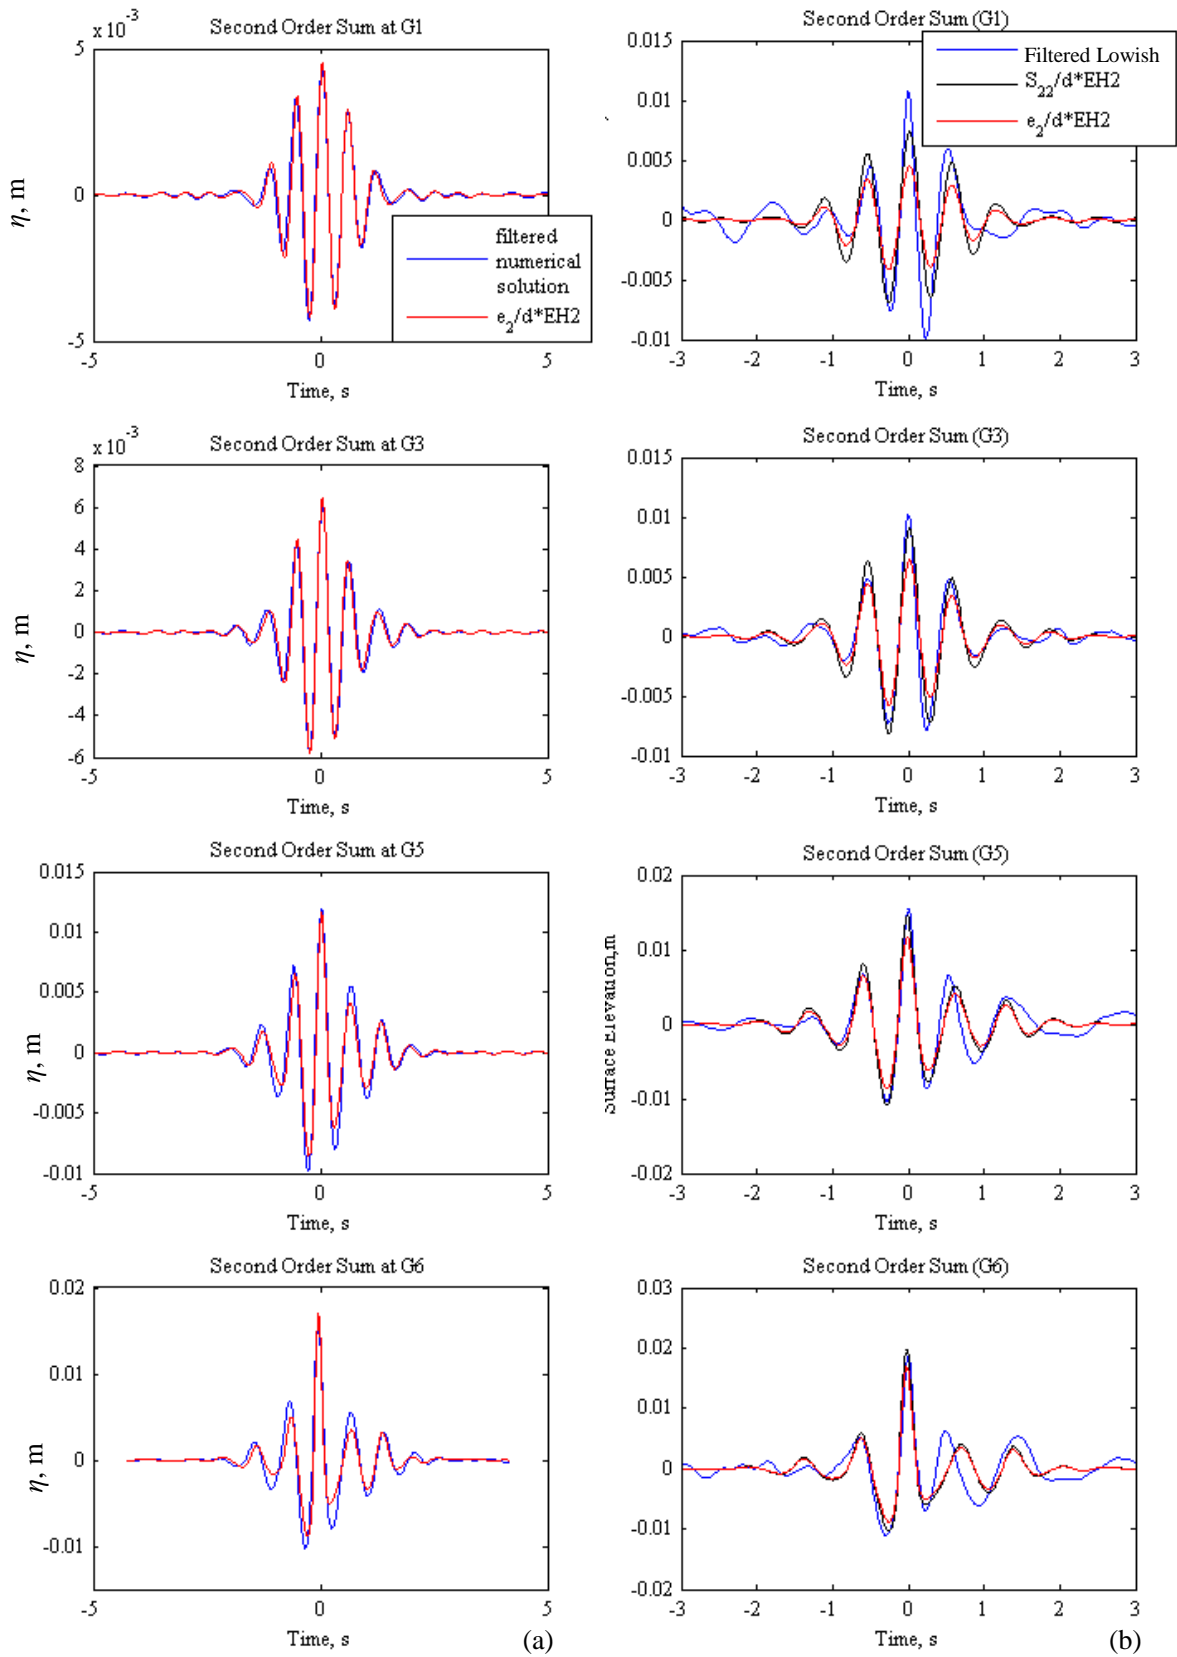 x 10-3
Second Order Sum at G1
5
0
-5
-5
0
5
η, m
Time, s
filtered
numerical
solution
e2/d*EH2
Second Order Sum (G1)
0.015
0.01
0.005
0
-0.005
-0.01
-3
-2
-1
0
1
2
3
Time, s
Filtered Lowish
S22/d*EH2
e2/d*EH2
x 10-3
Second Order Sum at G3
8
6
4
2
0
-2
-4
-6
-5
0
5
η, m
Time, s
Second Order Sum (G3)
0.015
0.01
0.005
0
-0.005
-0.01
-3
-2
-1
0
1
2
3
Time, s
Second Order Sum at G5
0.015
0.01
0.005
0
-0.005
-0.01
-5
0
5
η, m
Time, s
Second Order Sum (G5)
0.02
0.01
0
-0.01
-0.02
-3
-2
-1
0
1
2
3
Surface Elevation,m
Time, s
Second Order Sum at G6
0.02
0.01
0
-0.01
-5
0
5
η, m
Time, s
(a)
Second Order Sum (G6)
0.03
0.02
0.01
0
-0.01
-0.02
-3
-2
-1
0
1
2
3
Time, s
(b)